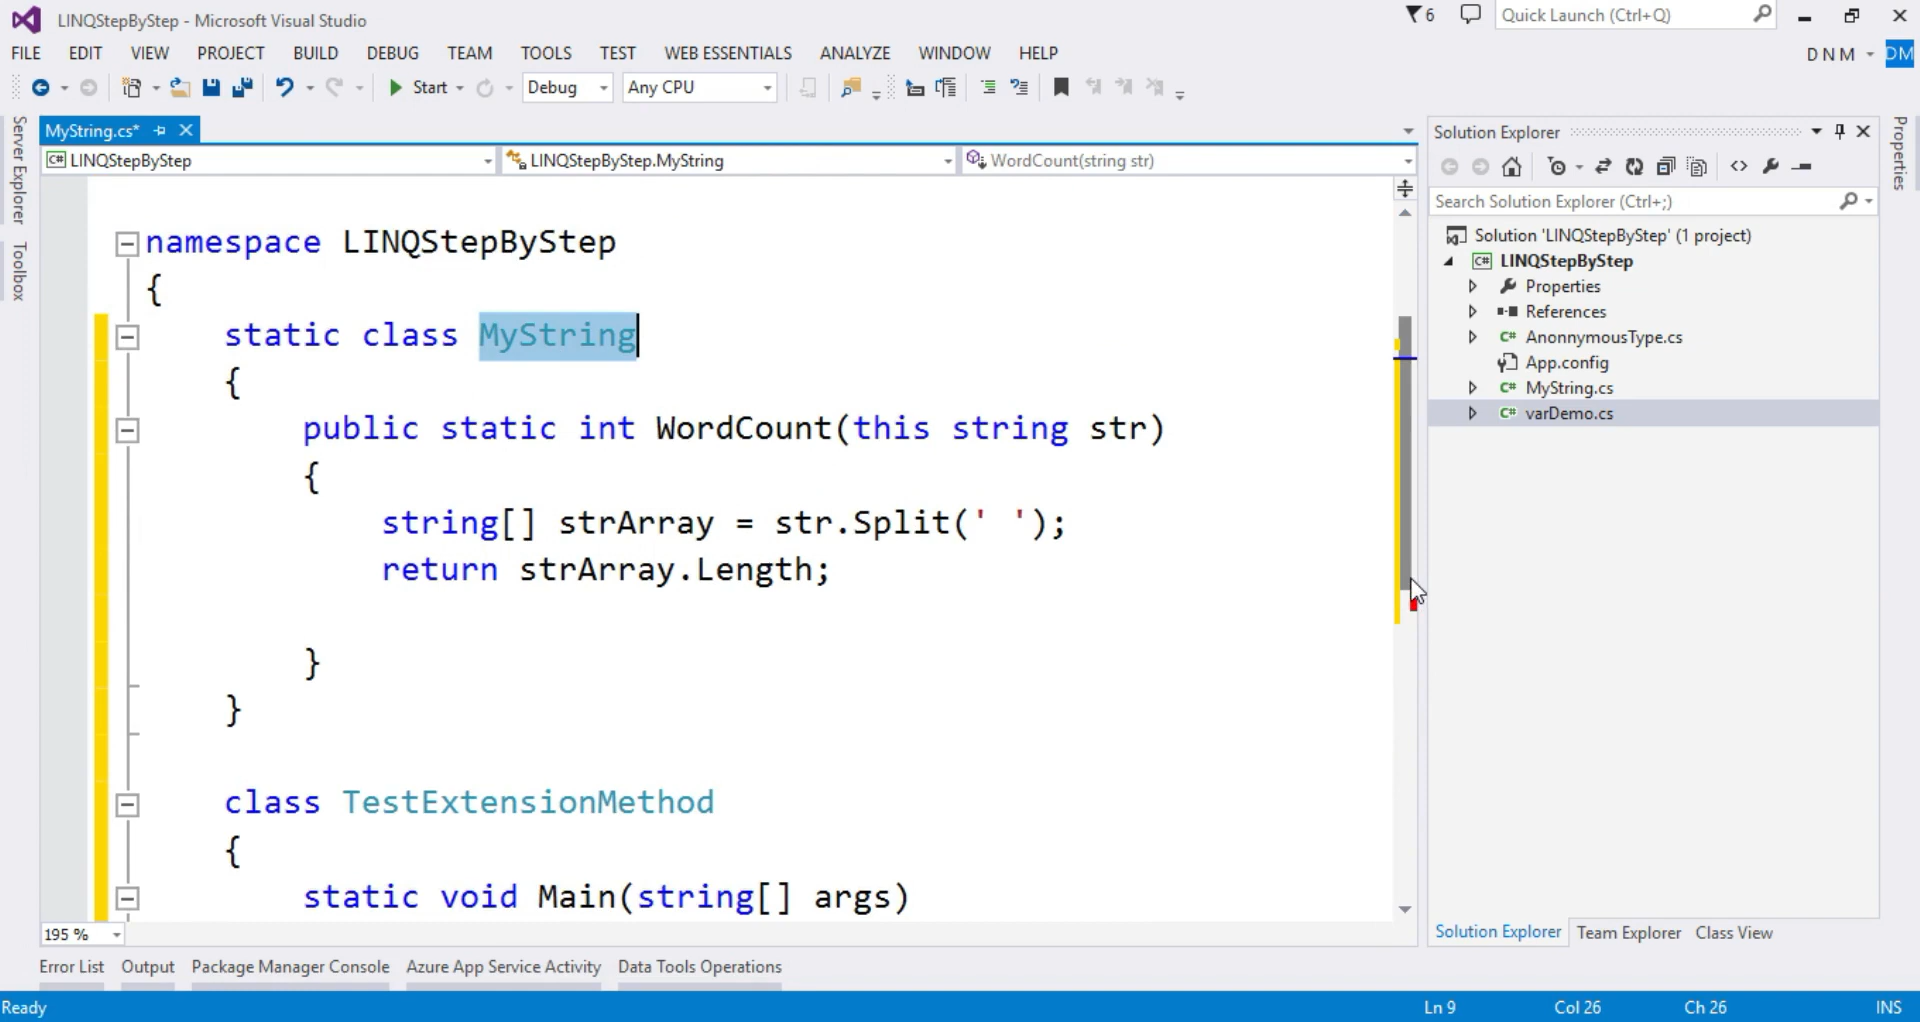 LINQStepByStep - Microsoft Visual Studio
6
Quick Launch (Ctrl+Q)
FILE EDIT VIEW PROJECT BUILD DEBUG TEAM TOOLS TEST WEB ESSENTIALS ANALYZE WINDOW HELP
D N M
DM
Start
Debug
Any CPU
Server Explorer
Toolbox
MyString.cs*
C# LINQStepByStep
LINQStepByStep.MyString
WordCount(string str)
namespace LINQStepByStep
{
static class MyString
{
public static int WordCount(this string str)
{
string[] strArray = str.Split(' ');
return strArray.Length;
}
}
class TestExtensionMethod
{
static void Main(string[] args)
195 %
Solution Explorer
Search Solution Explorer (Ctrl+;)
Solution 'LINQStepByStep' (1 project)
C# LINQStepByStep
Properties
References
C# AnonnymousType.cs
App.config
C# MyString.cs
C# varDemo.cs
Solution Explorer Team Explorer Class View
Properties
Error List Output Package Manager Console Azure App Service Activity Data Tools Operations
Ready
Ln 9 Col 26 Ch 26 INS